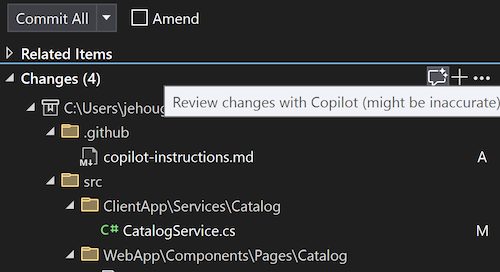 Commit All Amend
Related Items
Changes (4)
Review changes with Copilot (might be inaccurate)
C:\Users\jehoug
.github
copilot-instructions.md A
src
ClientApp\Services\Catalog
C# CatalogService.cs M
WebApp\Components\Pages\Catalog